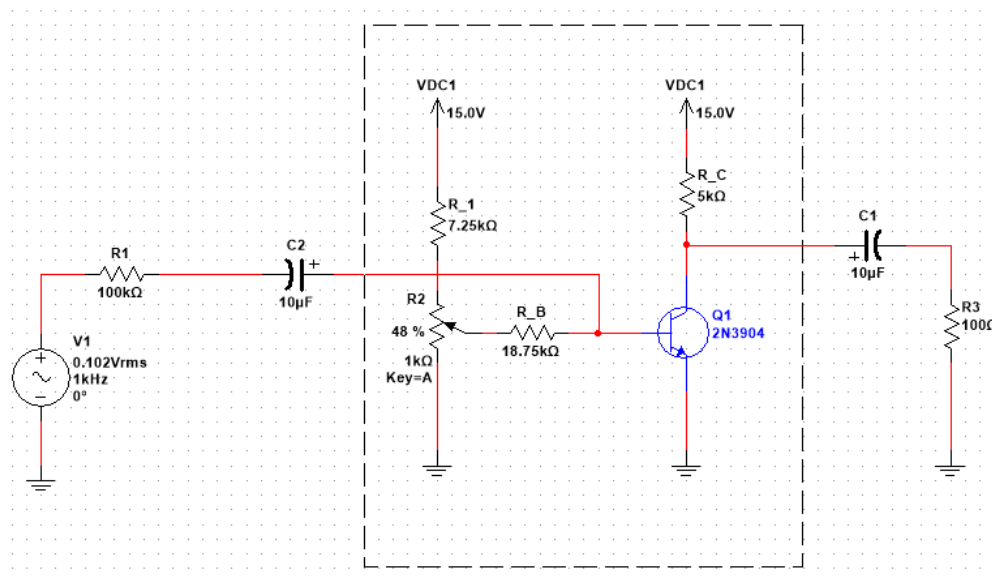 VDC1
15.0V
VDC1
15.0V
R_1
7.25kΩ
R_C
5kΩ
R1
100kΩ
C2
+
10µF
R2
48 %
1kΩ
Key=A
R_B
18.75kΩ
Q1
2N3904
C1
+
10µF
R3
100Ω
V1
0.102Vrms
1kHz
0°